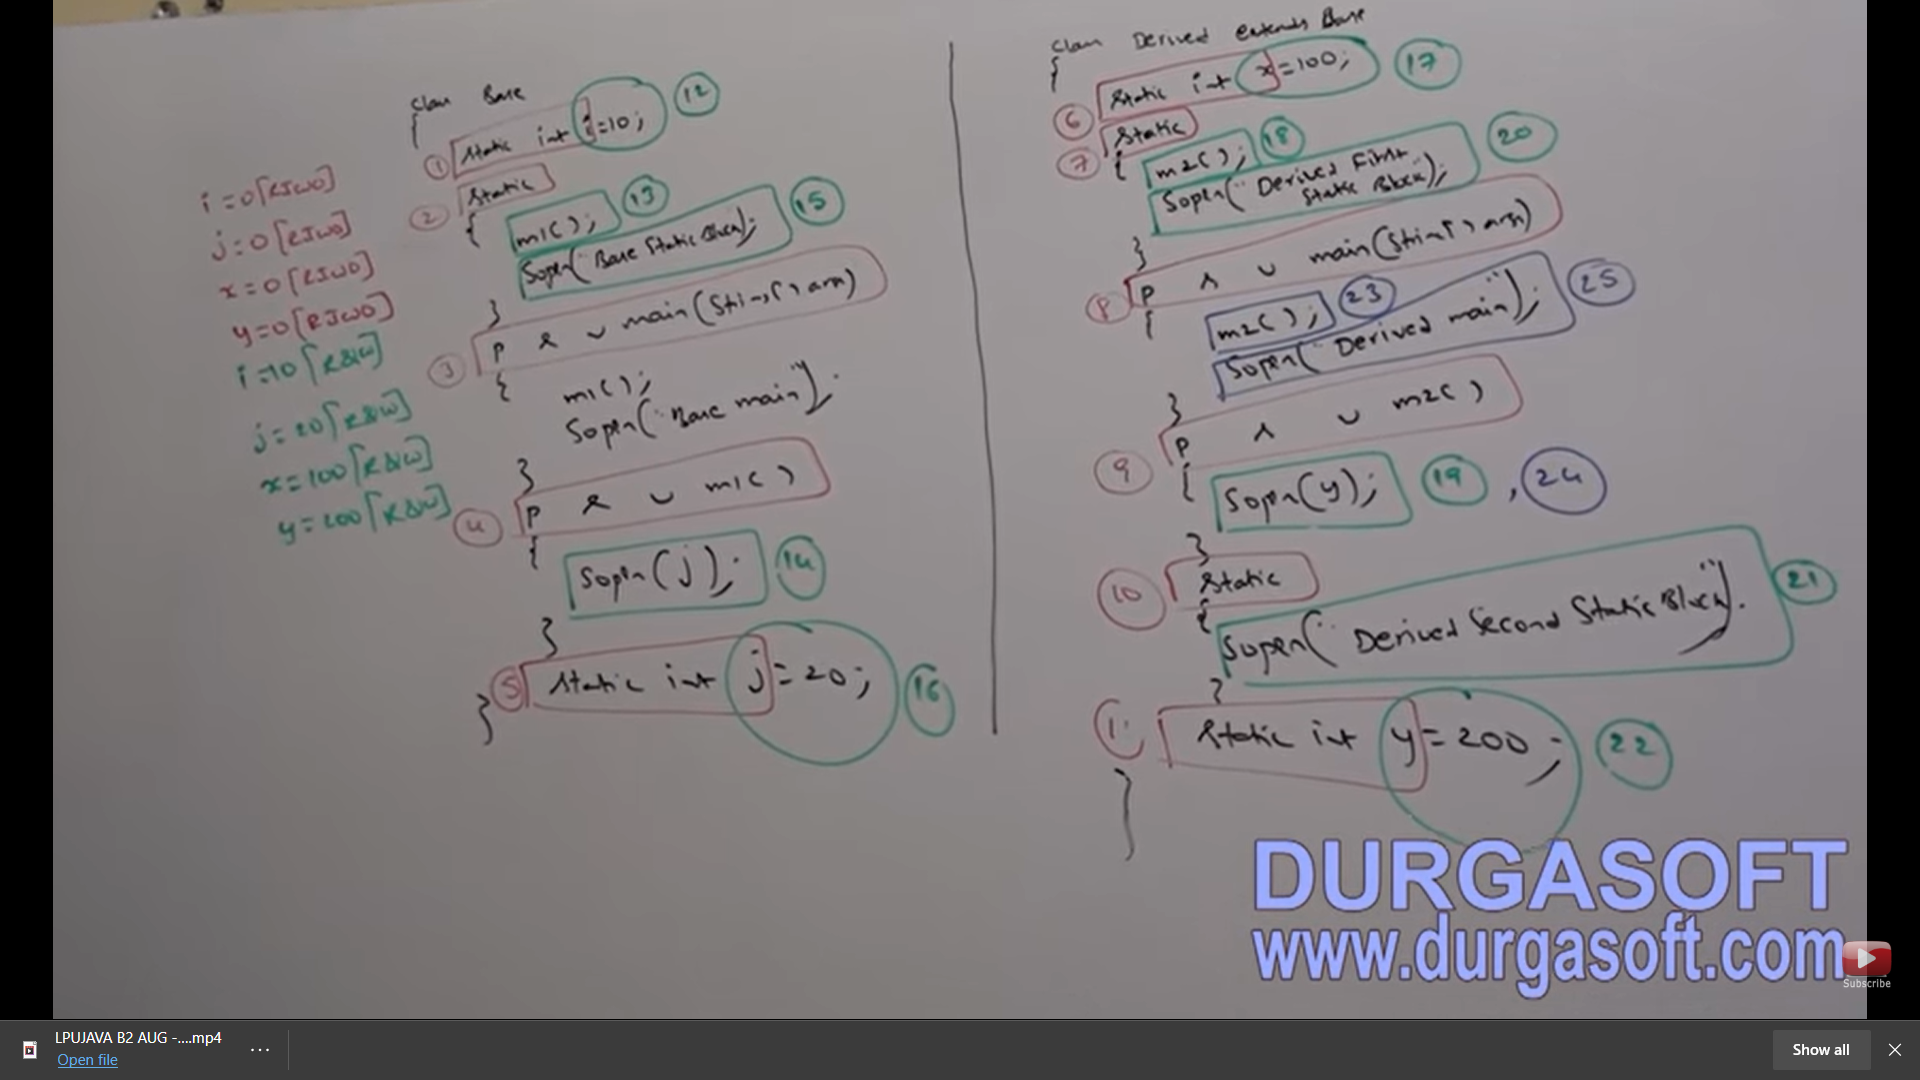 i = 0 [RIWO]
j = 0 [RIWO]
x = 0 [RIWO]
y = 0 [RIWO]
i = 10 [R&W]
j = 20 [R&W]
x = 100 [R&W]
y = 200 [R&W]
Class Base
{
① Static int i = 10; ⑫
② Static
{ m1(); ⑬
Sopln("Base Static Block"); ⑮
}
③ P s v main(String[] args)
{ m1();
Sopln("Base main");
}
④ P s v m1()
{
Sopln(j); ⑭
}
⑤ static int j = 20; ⑯
}
Class Derived extends Base
{
⑥ Static int x = 100; ⑰
⑦ Static
{ m2(); ⑱
Sopln("Derived First
Static Block"); ⑳
}
⑧ P s v main(String[] args)
{ m2(); 23
Sopln("Derived main"); 25
}
⑨ P s v m2()
{ Sopln(y); 19, 24
}
⑩ Static
{
Sopln("Derived Second Static Block"); 21
}
static int y = 200; 22
}
DURGASOFT
www.durgasoft.com
Subscribe
LPUJAVA B2 AUG -....mp4
Open file
Show all